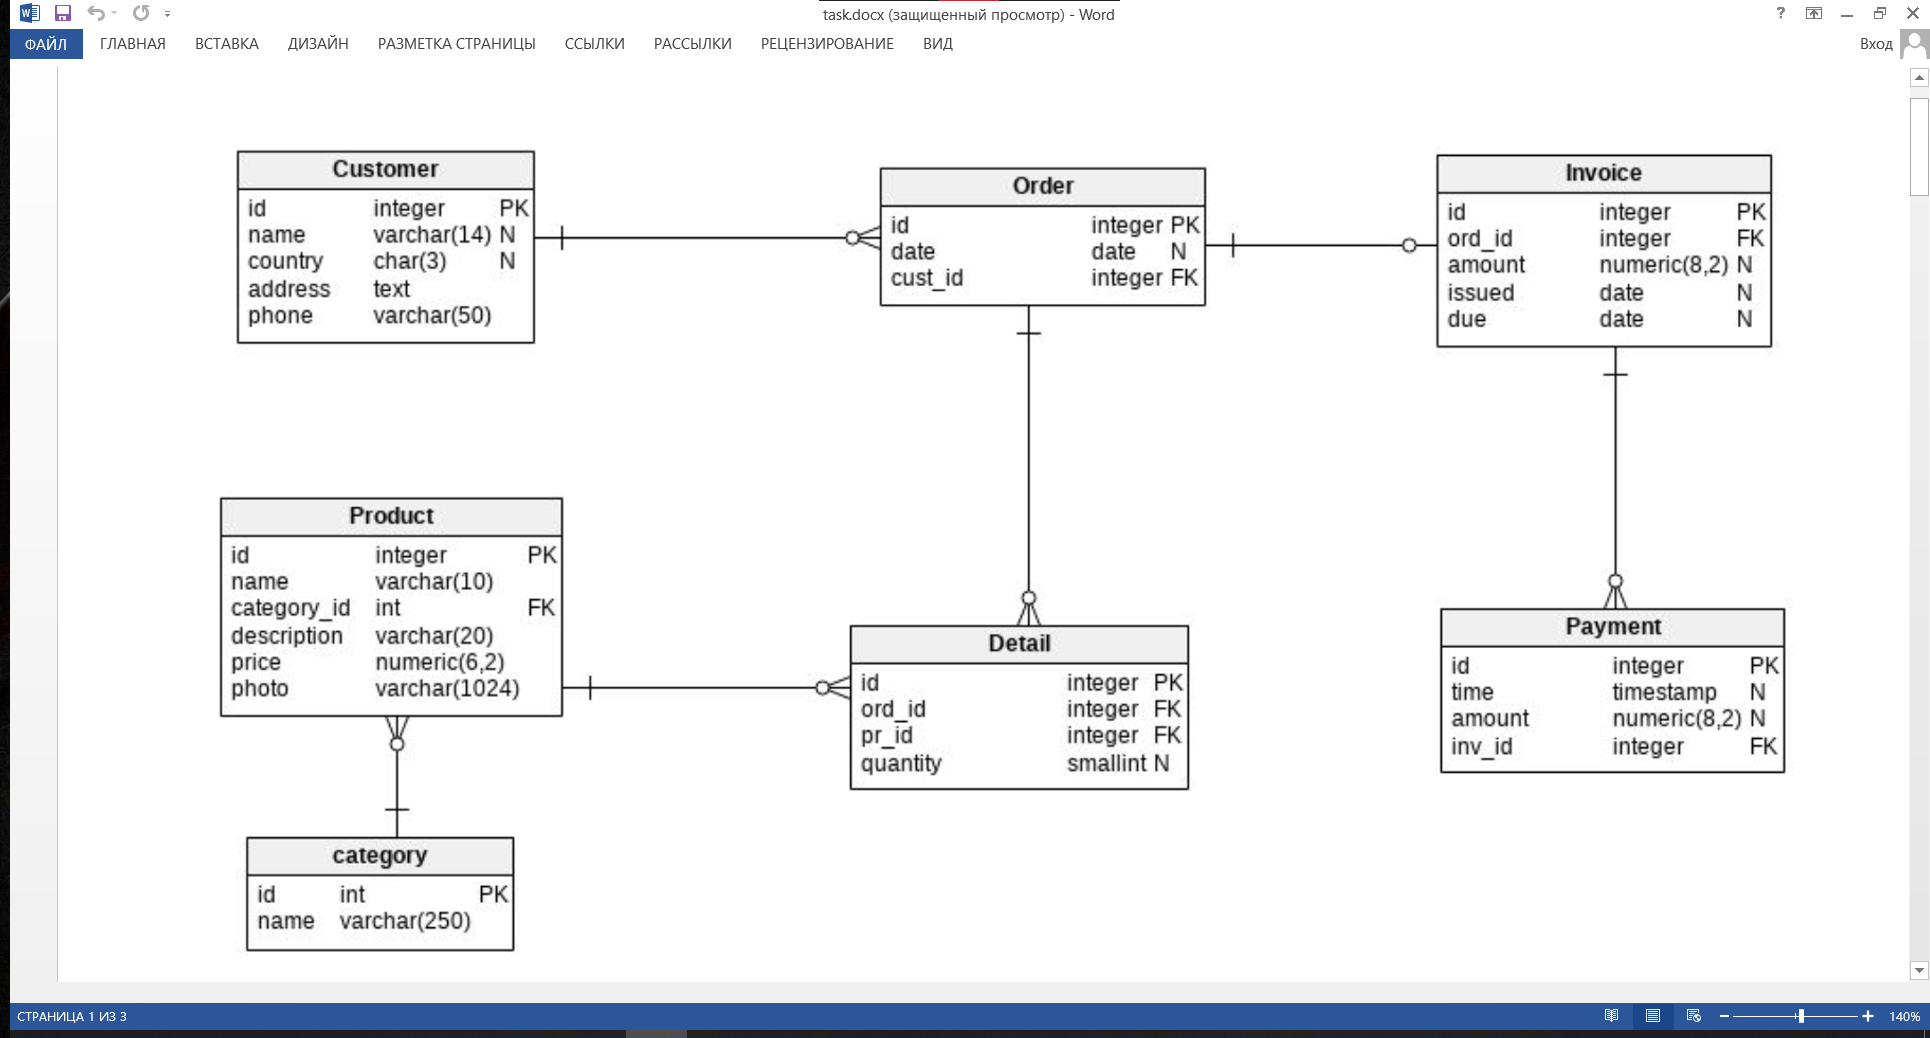 task.docx (защищенный просмотр) - Word
ФАЙЛ ГЛАВНАЯ ВСТАВКА ДИЗАЙН РАЗМЕТКА СТРАНИЦЫ ССЫЛКИ РАССЫЛКИ РЕЦЕНЗИРОВАНИЕ ВИД Вход
Customer
id integer PK
name varchar(14) N
country char(3) N
address text
phone varchar(50)
Order
id integer PK
date date N
cust_id integer FK
Invoice
id integer PK
ord_id integer FK
amount numeric(8,2) N
issued date N
due date N
Product
id integer PK
name varchar(10)
category_id int FK
description varchar(20)
price numeric(6,2)
photo varchar(1024)
Detail
id integer PK
ord_id integer FK
pr_id integer FK
quantity smallint N
Payment
id integer PK
time timestamp N
amount numeric(8,2) N
inv_id integer FK
category
id int PK
name varchar(250)
СТРАНИЦА 1 ИЗ 3 140%